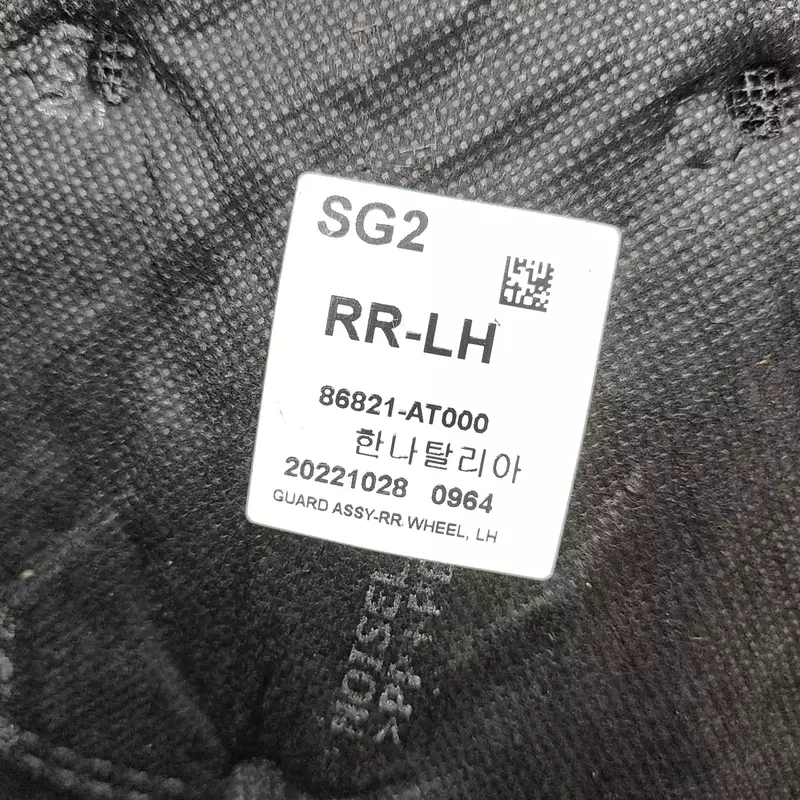 SG2
RR-LH
86821-AT000
한나탈리아
20221028 0964
GUARD ASSY-RR WHEEL, LH